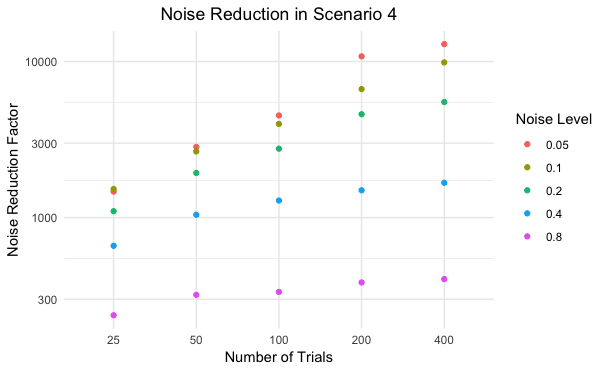 Noise Reduction in Scenario 4
Noise Reduction Factor
10000
3000
1000
300
25 50 100 200 400
Number of Trials
Noise Level
0.05
0.1
0.2
0.4
0.8